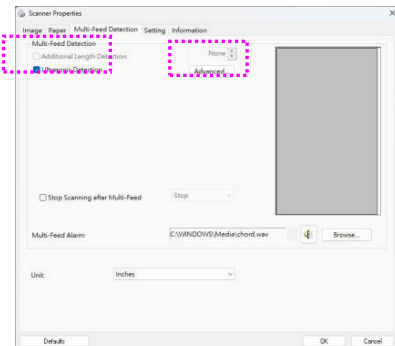 Scanner Properties
Image Paper Multi-Feed Detection Setting Information
Multi-Feed Detection
Additional Length Detection: None
Ultrasonic Detection Advanced...
Stop Scanning after Multi-Feed Stop
Multi-Feed Alarm: C:\WINDOWS\Media\chord.wav Browse...
Unit: Inches
Defaults OK Cancel